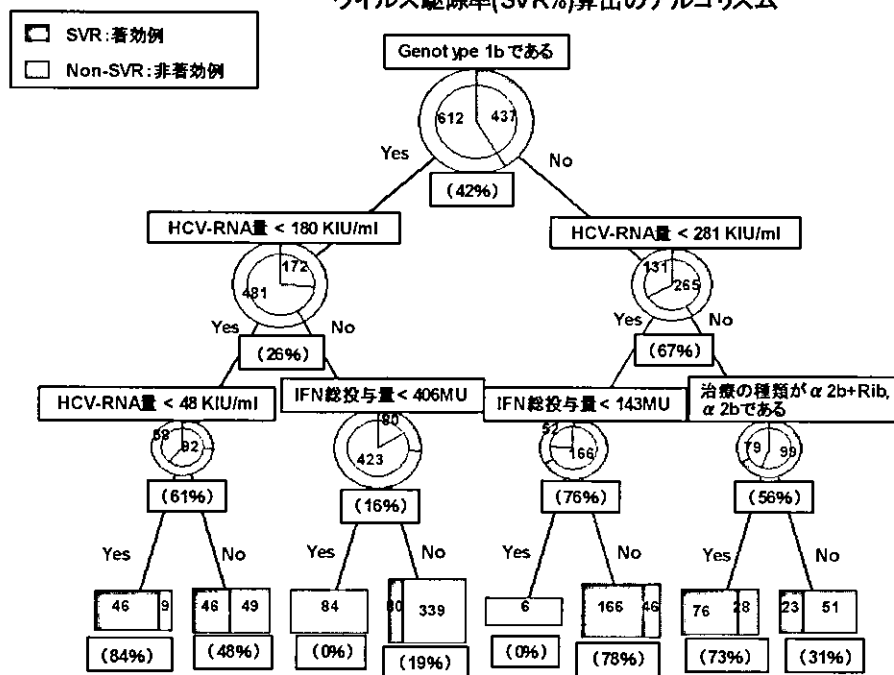 ウイルス駆除率(SVR%)算出のアルゴリズム
SVR:著効例
Non-SVR:非著効例
Genotype 1bである
612 437
Yes No
(42%)
HCV-RNA量 < 180 KIU/ml
HCV-RNA量 < 281 KIU/ml
172
481
131
265
Yes No
Yes No
(26%)
(67%)
HCV-RNA量 < 48 KIU/ml
IFN総投与量 < 406MU
IFN総投与量 < 143MU
治療の種類がα2b+Rib,
α2bである
58 92
80
423
52
166
79 99
(61%)
(16%)
(76%)
(56%)
Yes No
Yes No
Yes No
Yes No
46 9
46 49
84
80 339
6
166 46
76 28
23 51
(84%)
(48%)
(0%)
(19%)
(0%)
(78%)
(73%)
(31%)